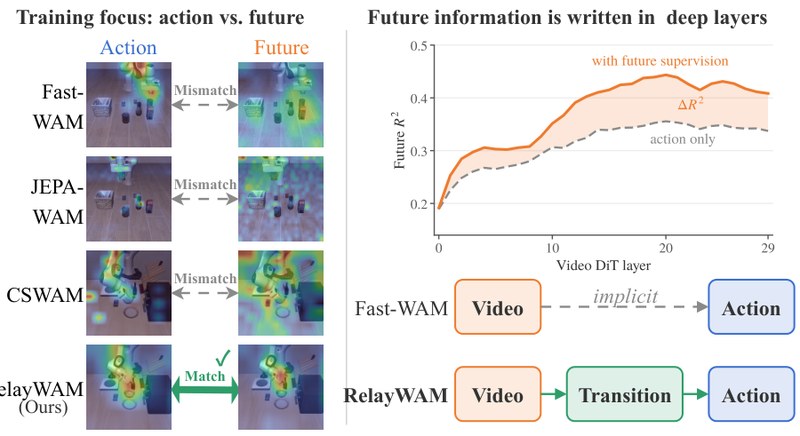 Training focus: action vs. future
Action
Future
Fast-
WAM
Mismatch
JEPA-
WAM
Mismatch
CSWAM
Mismatch
elayWAM
(Ours)
✓
Match
Future information is written in deep layers
0.5
0.4
0.3
0.2
Future R²
with future supervision
ΔR²
action only
0
10
20
29
Video DiT layer
Fast-WAM
Video
implicit
Action
RelayWAM
Video
Transition
Action